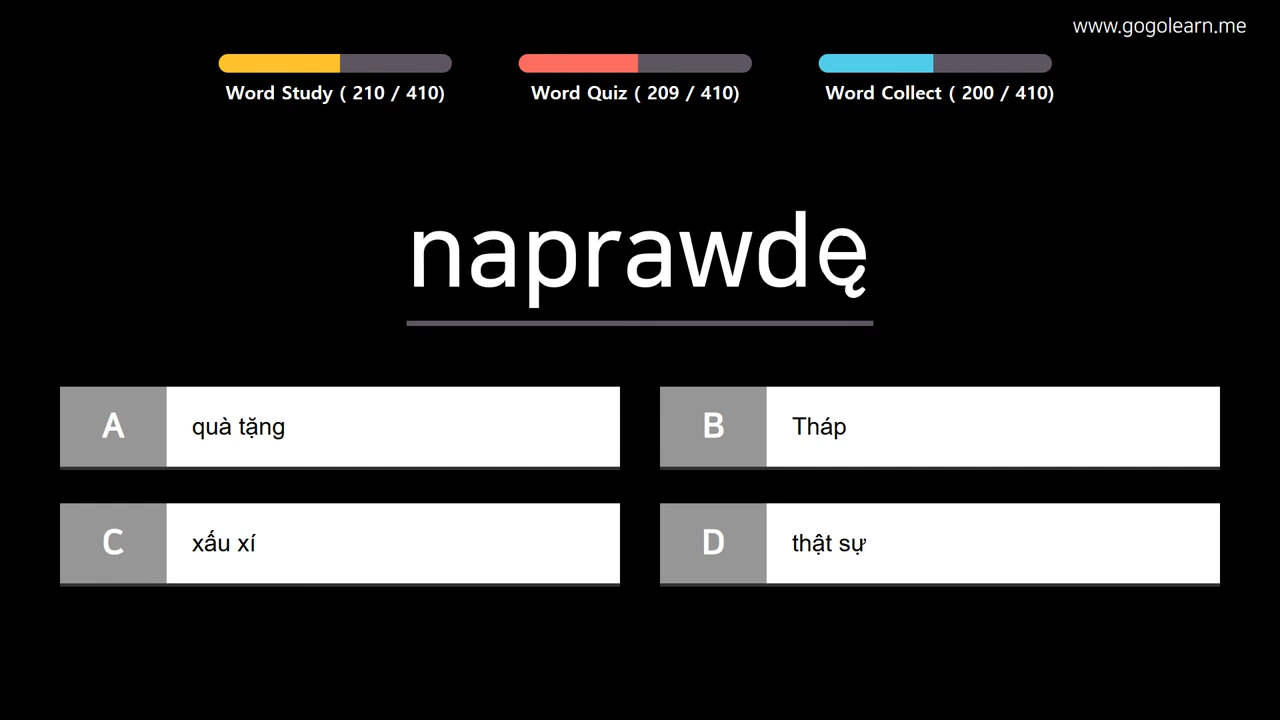 www.gogolearn.me
Word Study ( 210 / 410)
Word Quiz ( 209 / 410)
Word Collect ( 200 / 410)
naprawdę
A quà tặng
B Tháp
C xấu xí
D thật sự